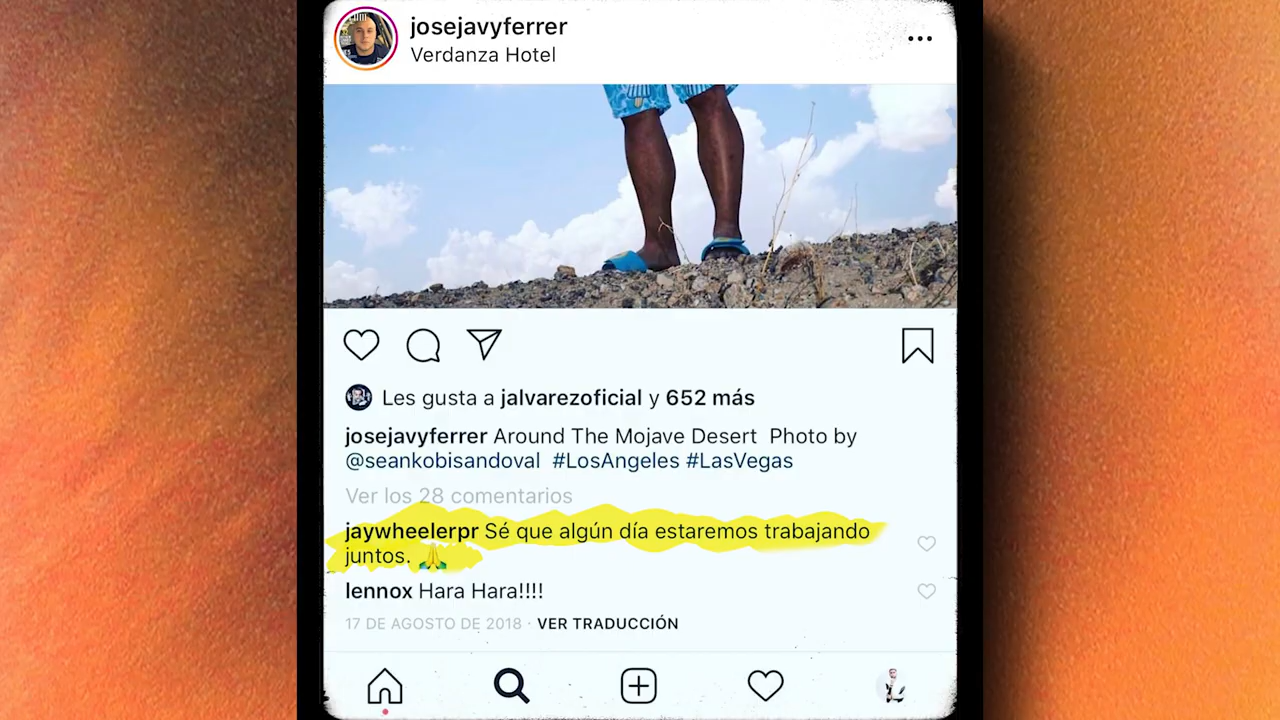 josejavyferrer
Verdanza Hotel
Les gusta a jalvarezoficial y 652 más
josejavyferrer Around The Mojave Desert Photo by
@seankobisandoval #LosAngeles #LasVegas
Ver los 28 comentarios
jaywheelerpr Sé que algún día estaremos trabajando
juntos. 🙏
lennox Hara Hara!!!!
17 DE AGOSTO DE 2018 · VER TRADUCCIÓN